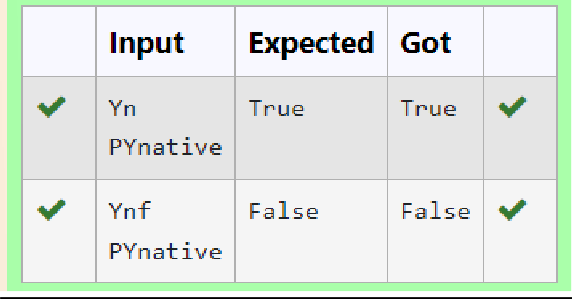 Input Expected Got
Yn True True
PYnative
Ynf False False
PYnative